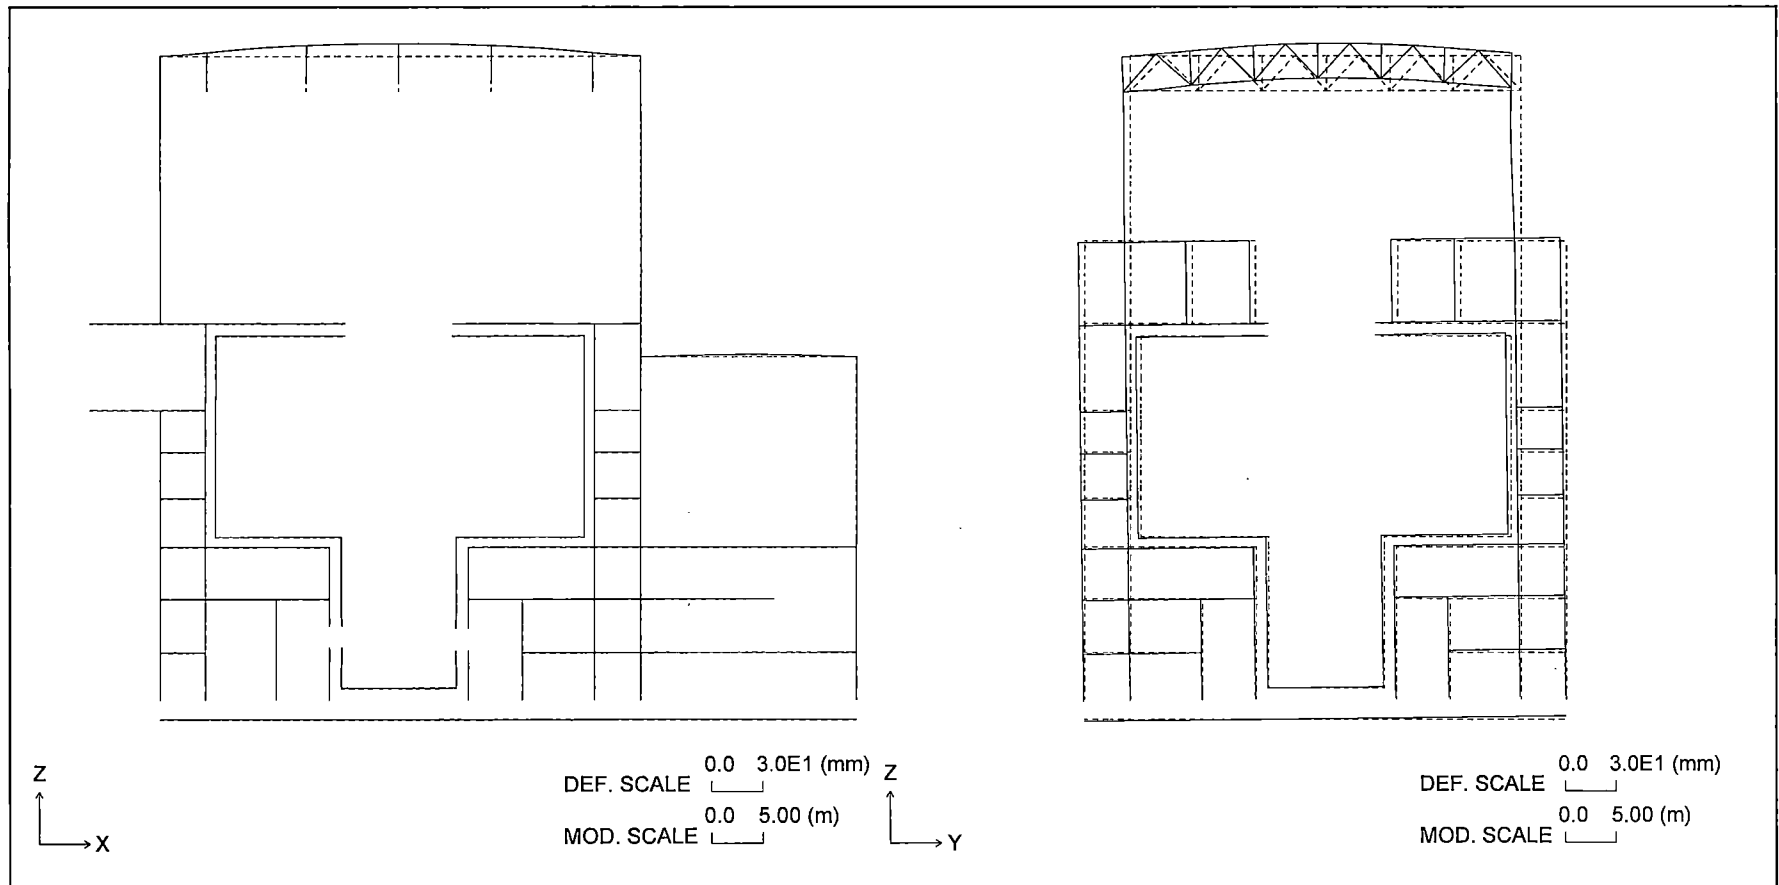 Z
X
0.0 3.0E1 (mm)
DEF. SCALE
0.0 5.00 (m)
MOD. SCALE
Z
Y
0.0 3.0E1 (mm)
DEF. SCALE
0.0 5.00 (m)
MOD. SCALE